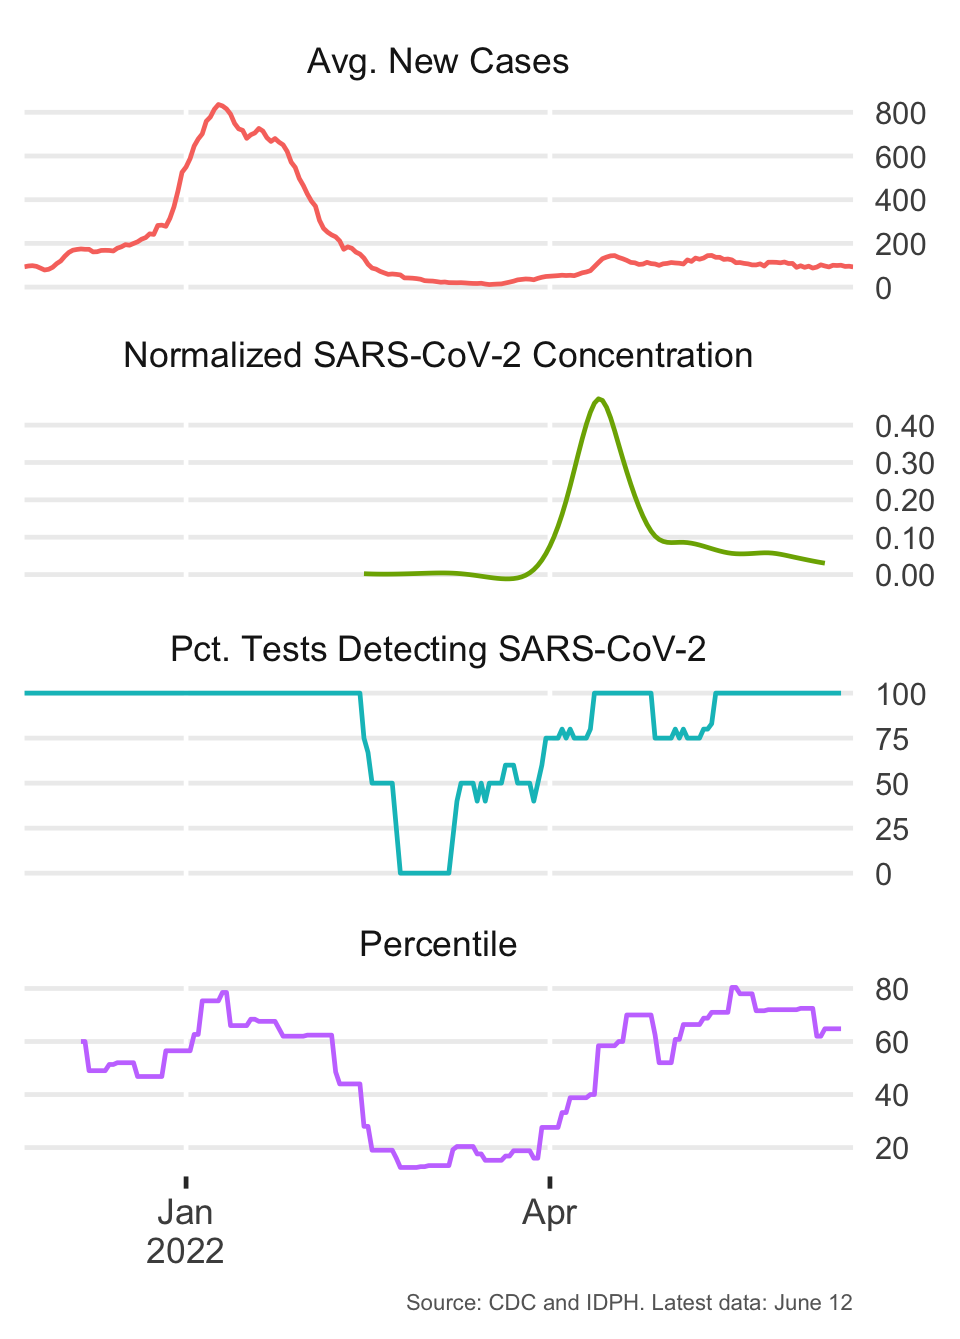 Avg. New Cases
800
600
400
200
0
Normalized SARS-CoV-2 Concentration
0.40
0.30
0.20
0.10
0.00
Pct. Tests Detecting SARS-CoV-2
100
75
50
25
0
Percentile
80
60
40
20
Jan
2022
Apr
Source: CDC and IDPH. Latest data: June 12